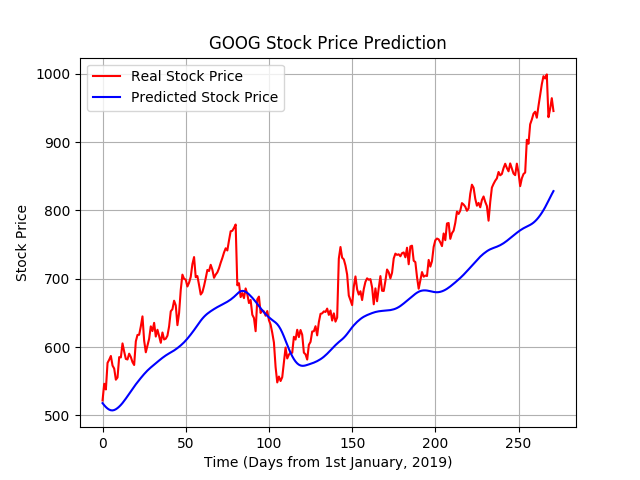 GOOG Stock Price Prediction
Real Stock Price
Predicted Stock Price
Stock Price
1000
900
800
700
600
500
0 50 100 150 200 250
Time (Days from 1st January, 2019)